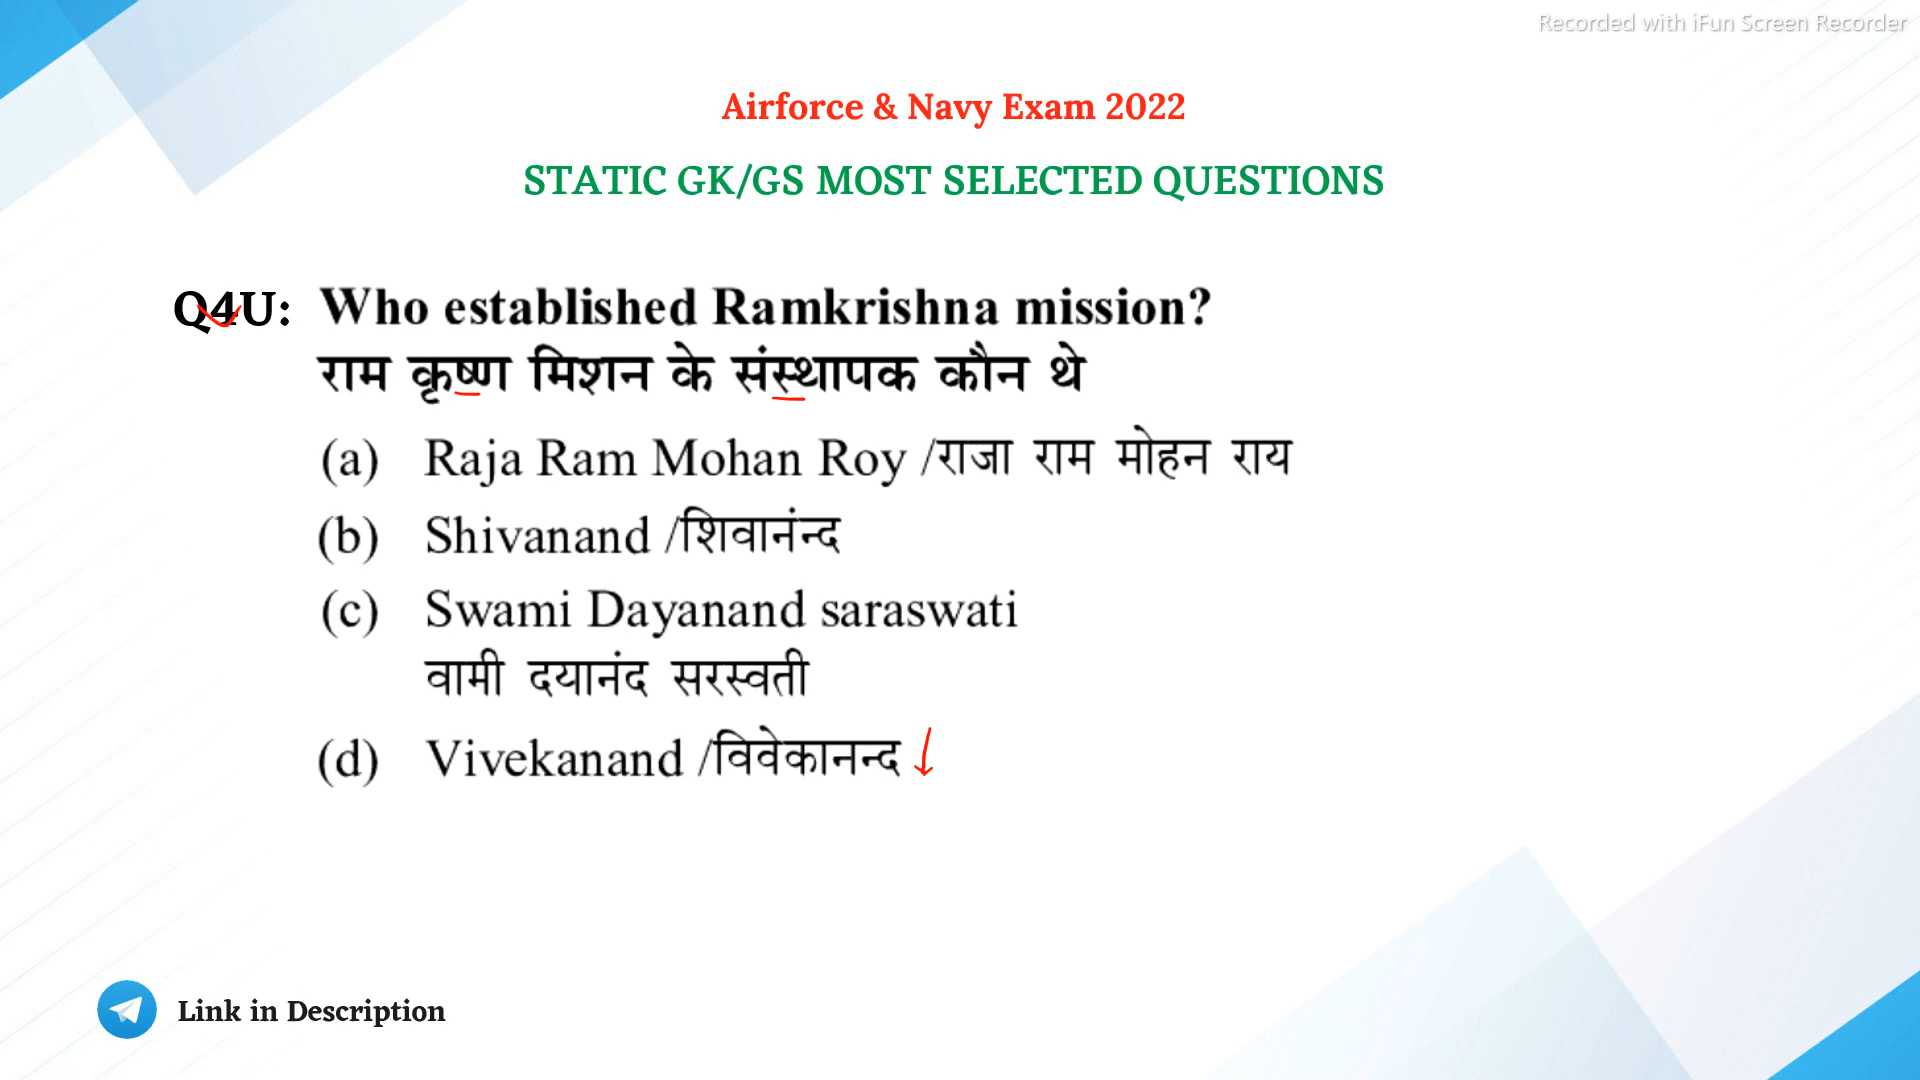 Recorded with iFun Screen Recorder
Airforce & Navy Exam 2022
STATIC GK/GS MOST SELECTED QUESTIONS
Q4U: Who established Ramkrishna mission?
राम कृष्ण मिशन के संस्थापक कौन थे
(a) Raja Ram Mohan Roy /राजा राम मोहन राय
(b) Shivanand /शिवानंन्द
(c) Swami Dayanand saraswati
वामी दयानंद सरस्वती
(d) Vivekanand /विवेकानन्द
Link in Description